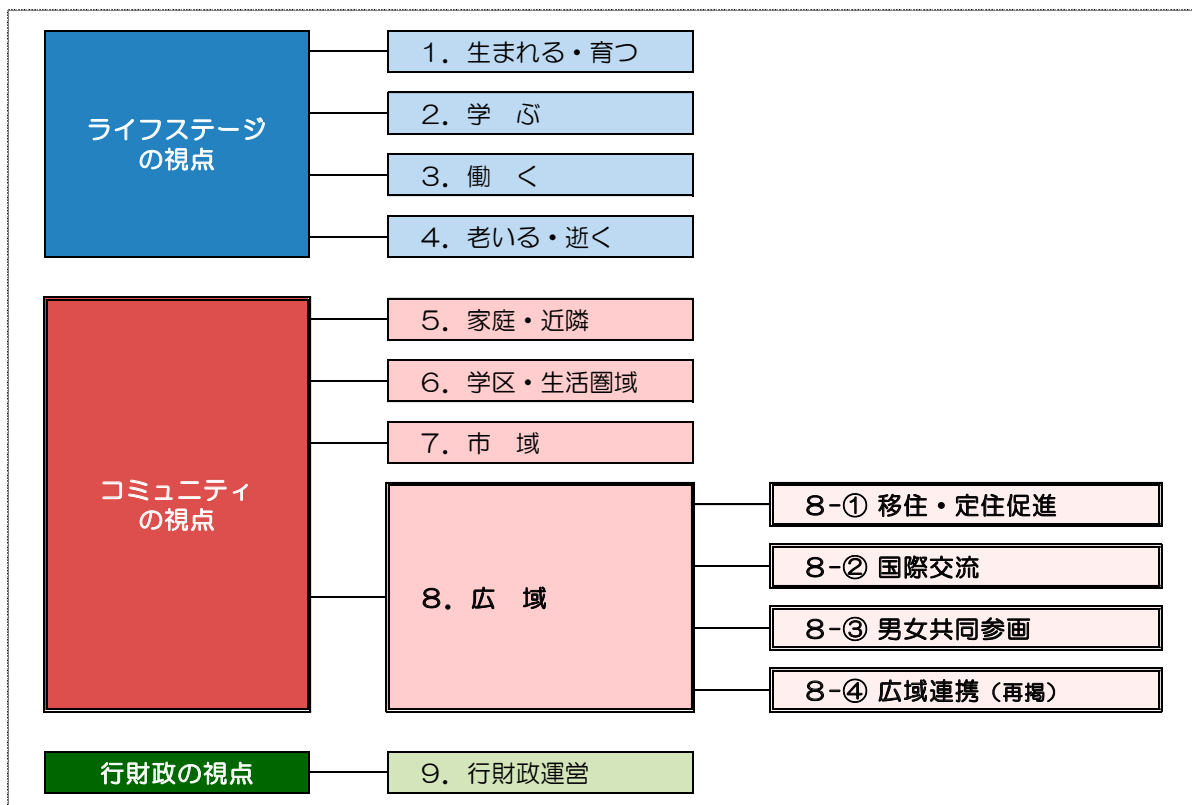 ライフステージ
の視点
１．生まれる・育つ
２．学　ぶ
３．働　く
４．老いる・逝く
コミュニティ
の視点
５．家庭・近隣
６．学区・生活圏域
７．市　域
８．広　域
８-① 移住・定住促進
８-② 国際交流
８-③ 男女共同参画
８-④ 広域連携（再掲）
行財政の視点
９．行財政運営